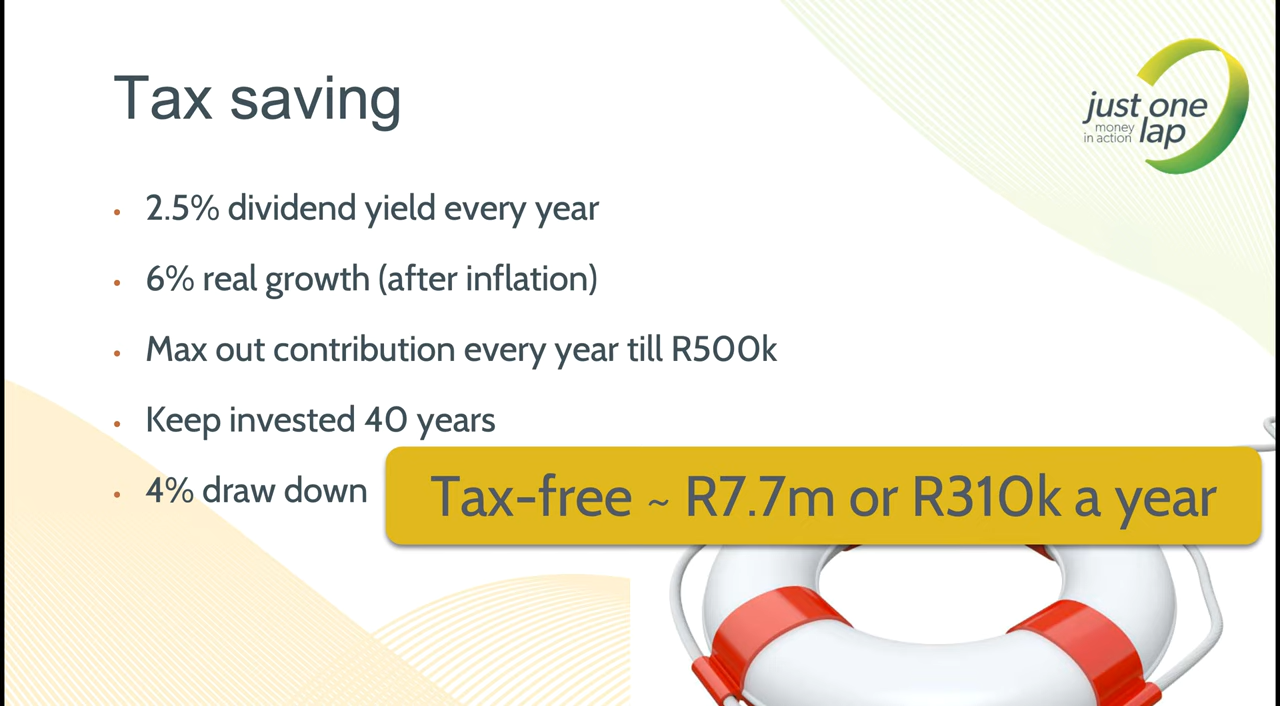 Tax saving
just one
money
in action lap
• 2.5% dividend yield every year
• 6% real growth (after inflation)
• Max out contribution every year till R500k
• Keep invested 40 years
• 4% draw down
Tax-free ~ R7.7m or R310k a year